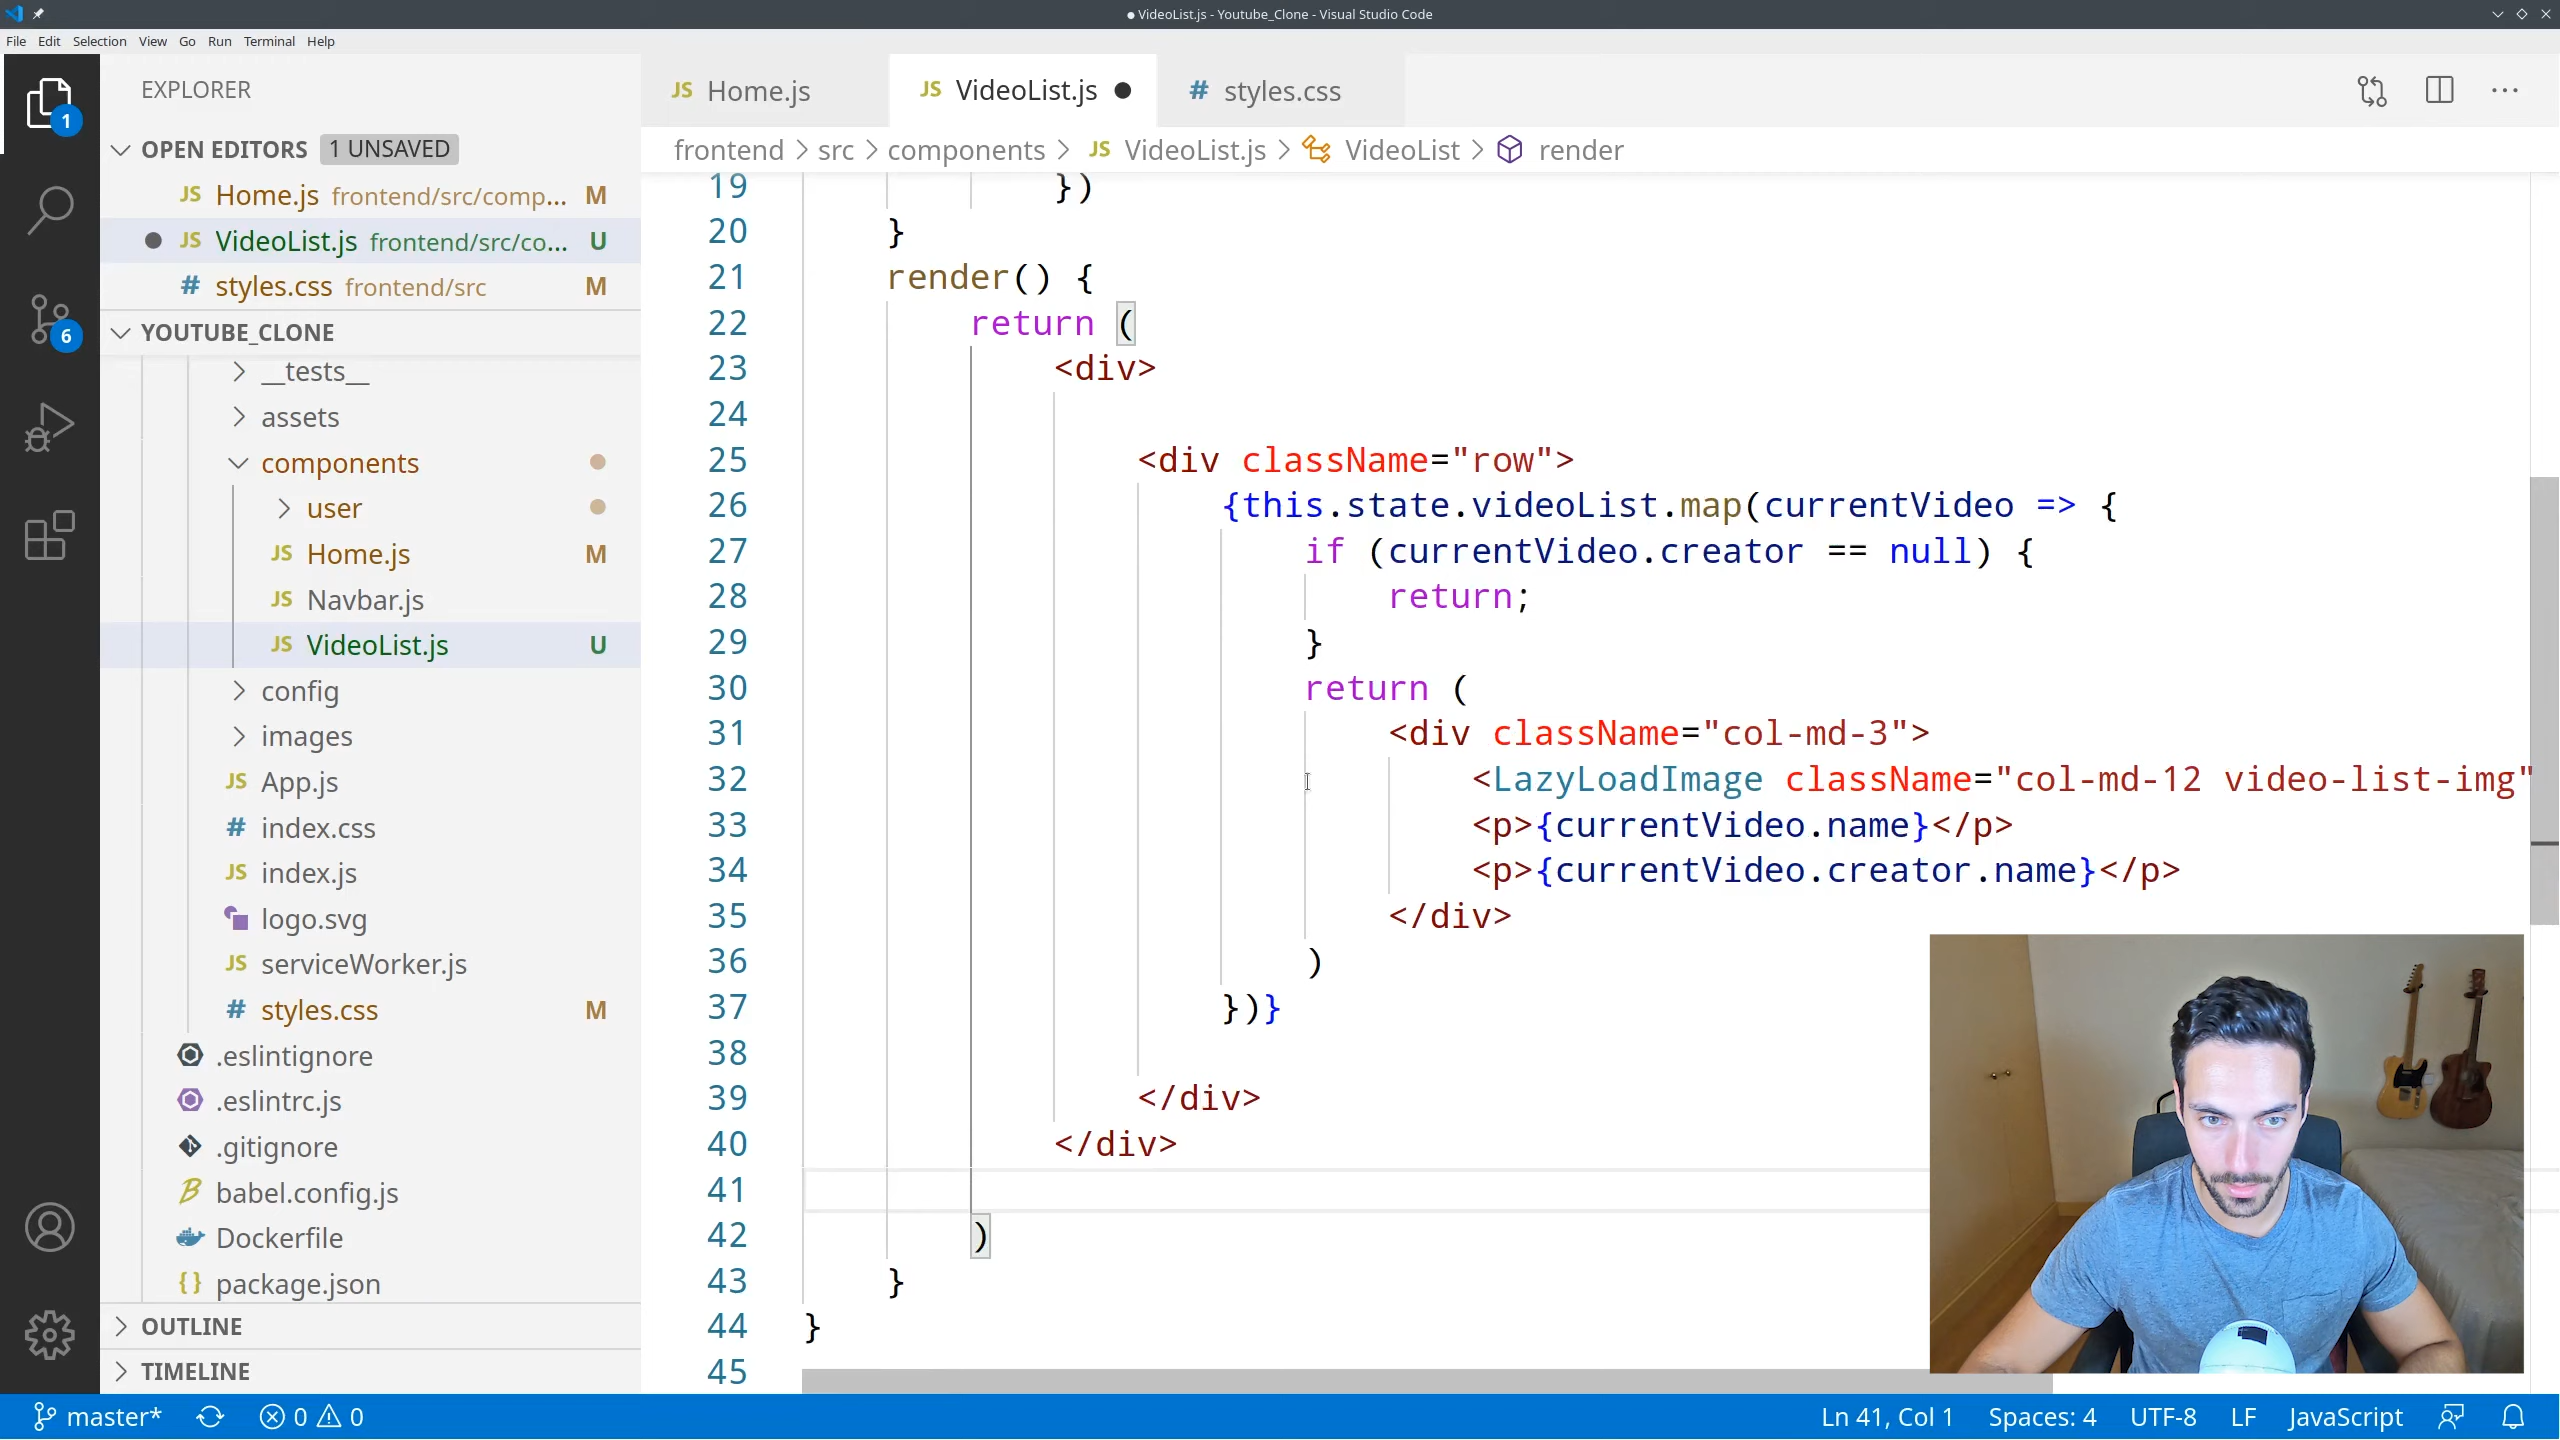 VideoList.js - Youtube_Clone - Visual Studio Code
File Edit Selection View Go Run Terminal Help
EXPLORER
OPEN EDITORS 1 UNSAVED
JS Home.js frontend/src/comp... M
JS VideoList.js frontend/src/co... U
# styles.css frontend/src M
YOUTUBE_CLONE
__tests__
assets
components
user
JS Home.js M
JS Navbar.js
JS VideoList.js U
config
images
JS App.js
# index.css
JS index.js
logo.svg
JS serviceWorker.js
# styles.css M
.eslintignore
.eslintrc.js
.gitignore
babel.config.js
Dockerfile
{ } package.json
OUTLINE
TIMELINE
1
6
JS Home.js JS VideoList.js # styles.css
frontend > src > components > JS VideoList.js > VideoList > render
19 })
20 }
21 render() {
22 return (
23 <div>
24
25 <div className="row">
26 {this.state.videoList.map(currentVideo => {
27 if (currentVideo.creator == null) {
28 return;
29 }
30 return (
31 <div className="col-md-3">
32 <LazyLoadImage className="col-md-12 video-list-img"
33 <p>{currentVideo.name}</p>
34 <p>{currentVideo.creator.name}</p>
35 </div>
36 )
37 })}
38
39 </div>
40 </div>
41
42 )
43 }
44 }
45
master* 0 0 Ln 41, Col 1 Spaces: 4 UTF-8 LF JavaScript